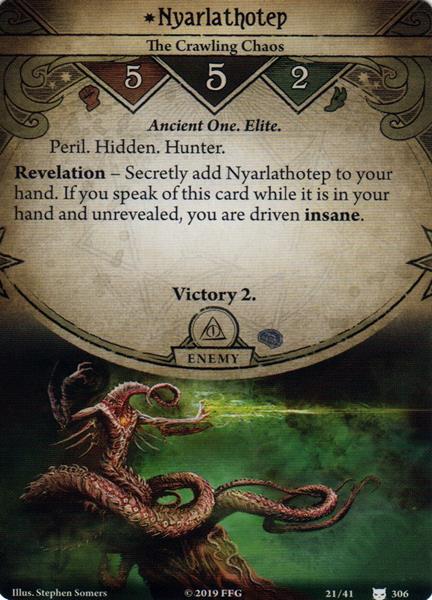 Nyarlathotep
The Crawling Chaos
5 5 2
Ancient One. Elite.
Peril. Hidden. Hunter.
Revelation – Secretly add Nyarlathotep to your
hand. If you speak of this card while it is in your
hand and unrevealed, you are driven insane.
Victory 2.
ENEMY
Illus. Stephen Somers © 2019 FFG 21/41 306